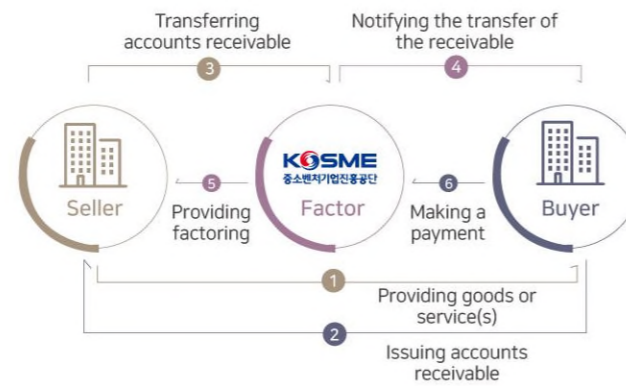 Transferring
accounts receivable
3
Notifying the transfer of
the receivable
4
Seller
5
Providing
factoring
KOSME
중소벤처기업진흥공단
Factor
6
Making a
payment
Buyer
1
Providing goods or
service(s)
2
Issuing accounts
receivable